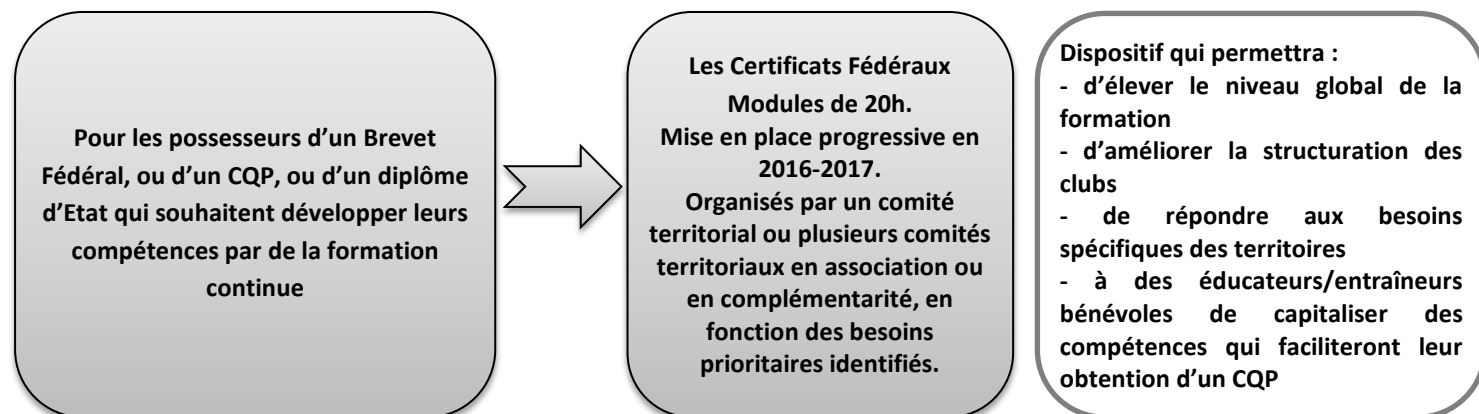 Pour les possesseurs d’un Brevet
Fédéral, ou d’un CQP, ou d’un diplôme
d’Etat qui souhaitent développer leurs
compétences par de la formation
continue
Les Certificats Fédéraux
Modules de 20h.
Mise en place progressive en
2016-2017.
Organisés par un comité
territorial ou plusieurs comités
territoriaux en association ou
en complémentarité, en
fonction des besoins
prioritaires identifiés.
Dispositif qui permettra :
- d’élever le niveau global de la
formation
- d’améliorer la structuration des
clubs
- de répondre aux besoins
spécifiques des territoires
- à des éducateurs/entraîneurs
bénévoles de capitaliser des
compétences qui faciliteront leur
obtention d’un CQP